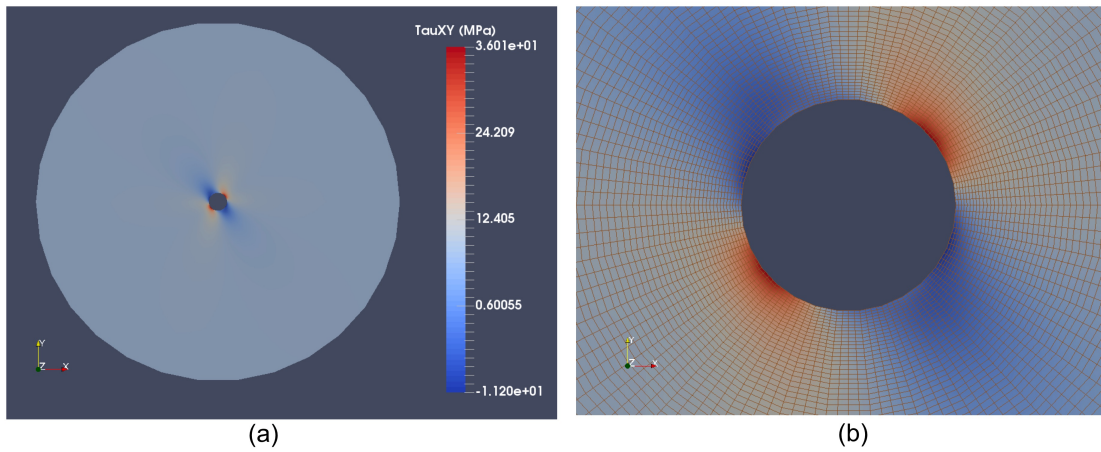 TauXY (MPa)
3.601e+01
24.209
12.405
0.60055
-1.120e+01
Y
Z
X
Y
Z
X
(a)
(b)